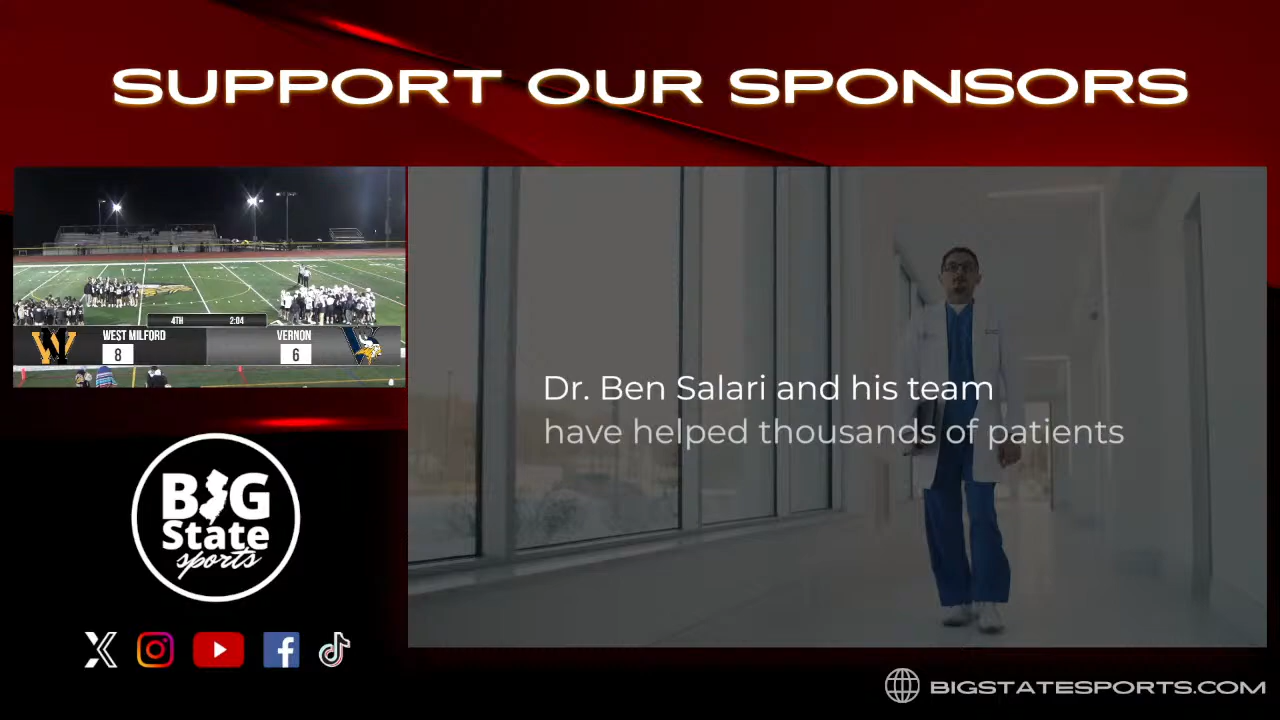 SUPPORT OUR SPONSORS
4TH 2:04
WEST MILFORD VERNON
8 6
Dr. Ben Salari and his team
have helped thousands of patients
BIG
State
sports
BIGSTATESPORTS.COM